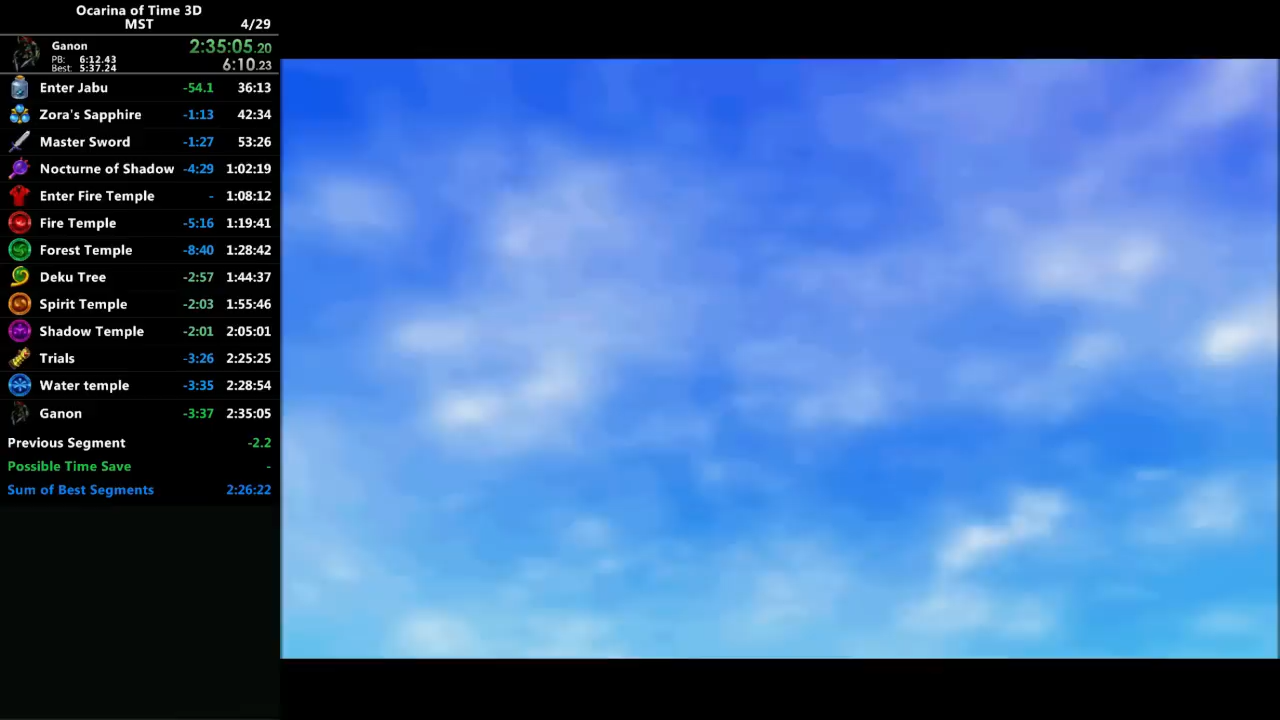 Ocarina of Time 3D
MST 4/29
Ganon 2:35:05.20
PB: 6:12.43
Best: 5:37.24 6:10.23
Enter Jabu -54.1 36:13
Zora's Sapphire -1:13 42:34
Master Sword -1:27 53:26
Nocturne of Shadow -4:29 1:02:19
Enter Fire Temple - 1:08:12
Fire Temple -5:16 1:19:41
Forest Temple -8:40 1:28:42
Deku Tree -2:57 1:44:37
Spirit Temple -2:03 1:55:46
Shadow Temple -2:01 2:05:01
Trials -3:26 2:25:25
Water temple -3:35 2:28:54
Ganon -3:37 2:35:05
Previous Segment -2.2
Possible Time Save -
Sum of Best Segments 2:26:22